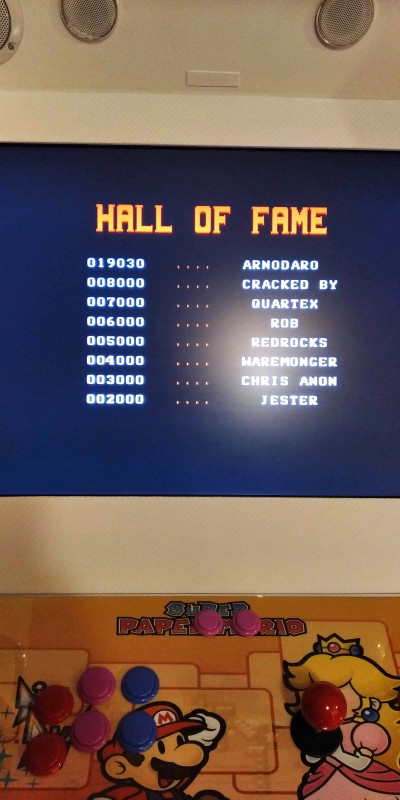 HALL OF FAME
019030 .... ARNODARO
008000 .... CRACKED BY
007000 .... QUARTEX
006000 .... ROB
005000 .... REDROCKS
004000 .... WAREMONGER
003000 .... CHRIS ANON
002000 .... JESTER
SUPER
PAPER MARIO
M